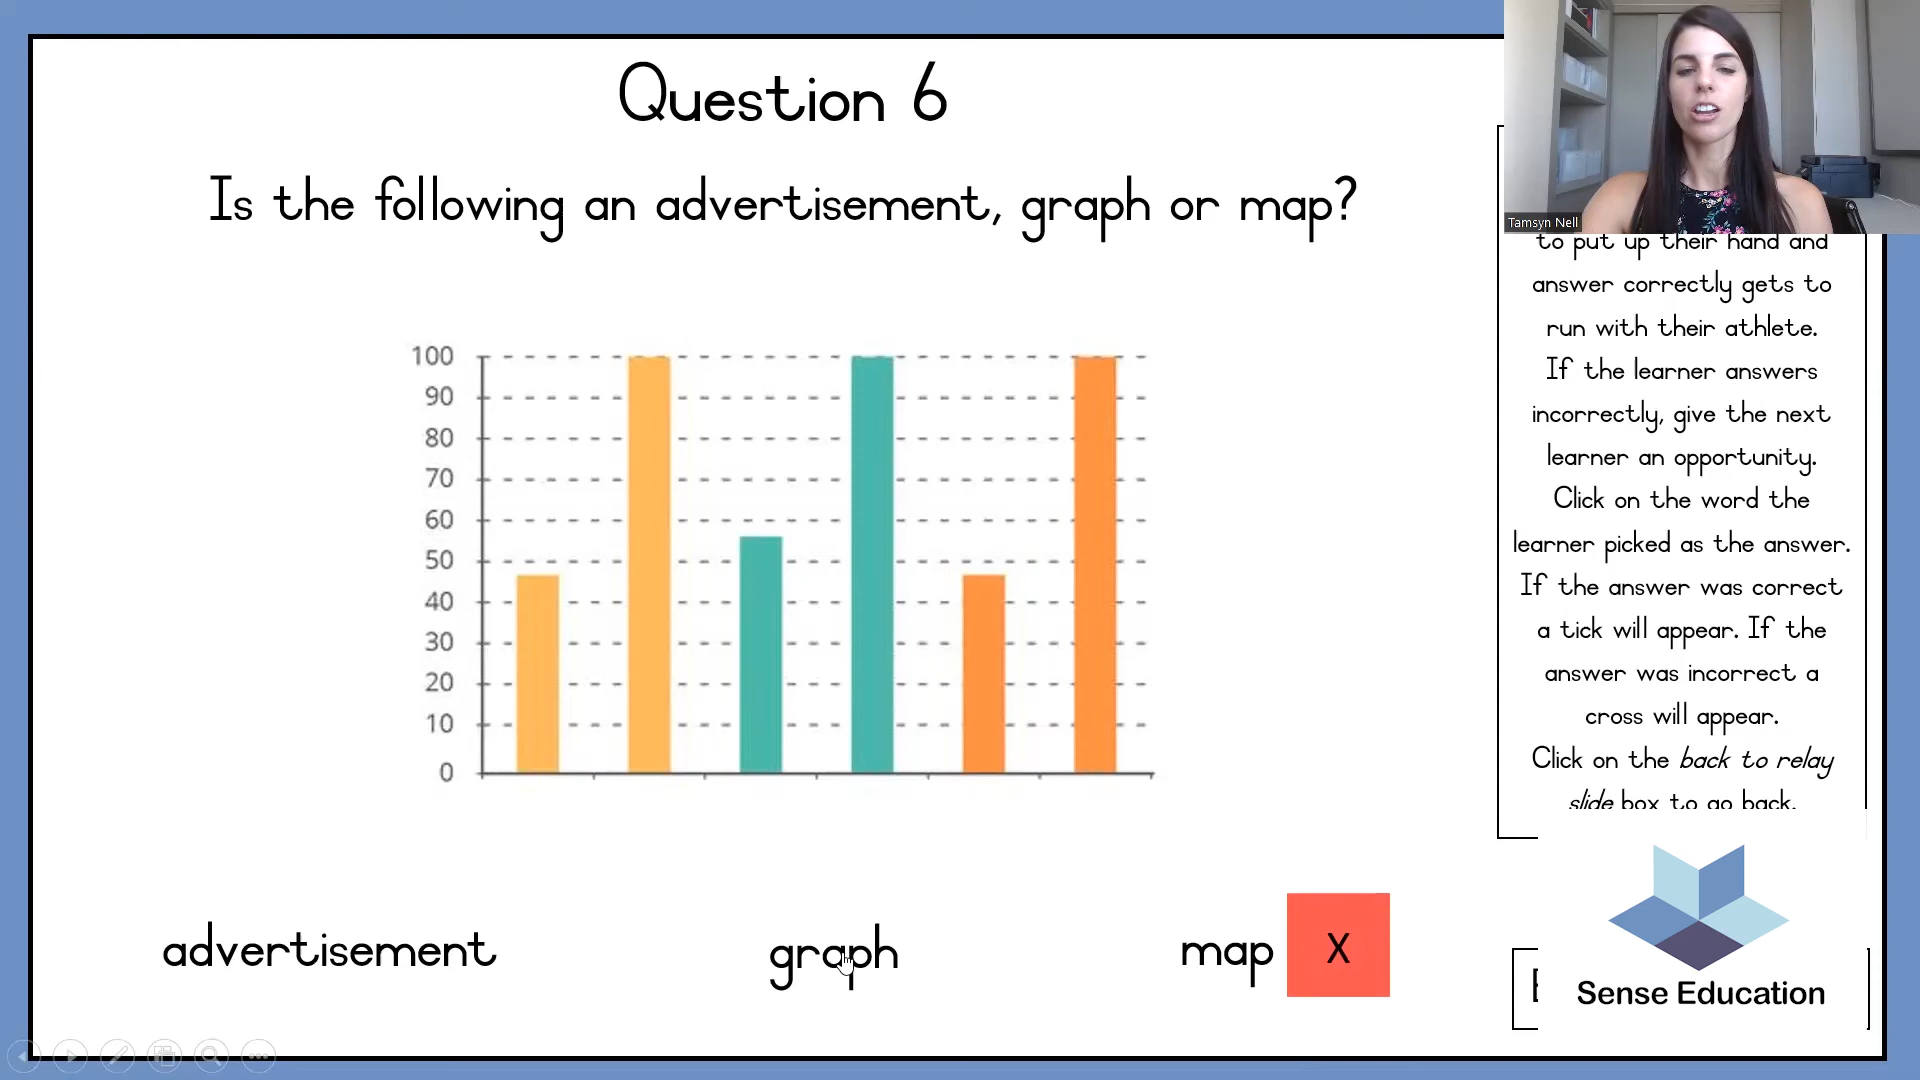 Question 6
Is the following an advertisement, graph or map?
100
90
80
70
60
50
40
30
20
10
0
advertisement
graph
map
X
Tamsyn Nell
to put up their hand and
answer correctly gets to
run with their athlete.
If the learner answers
incorrectly, give the next
learner an opportunity.
Click on the word the
learner picked as the answer.
If the answer was correct
a tick will appear. If the
answer was incorrect a
cross will appear.
Click on the back to relay
slide box to go back.
Sense Education